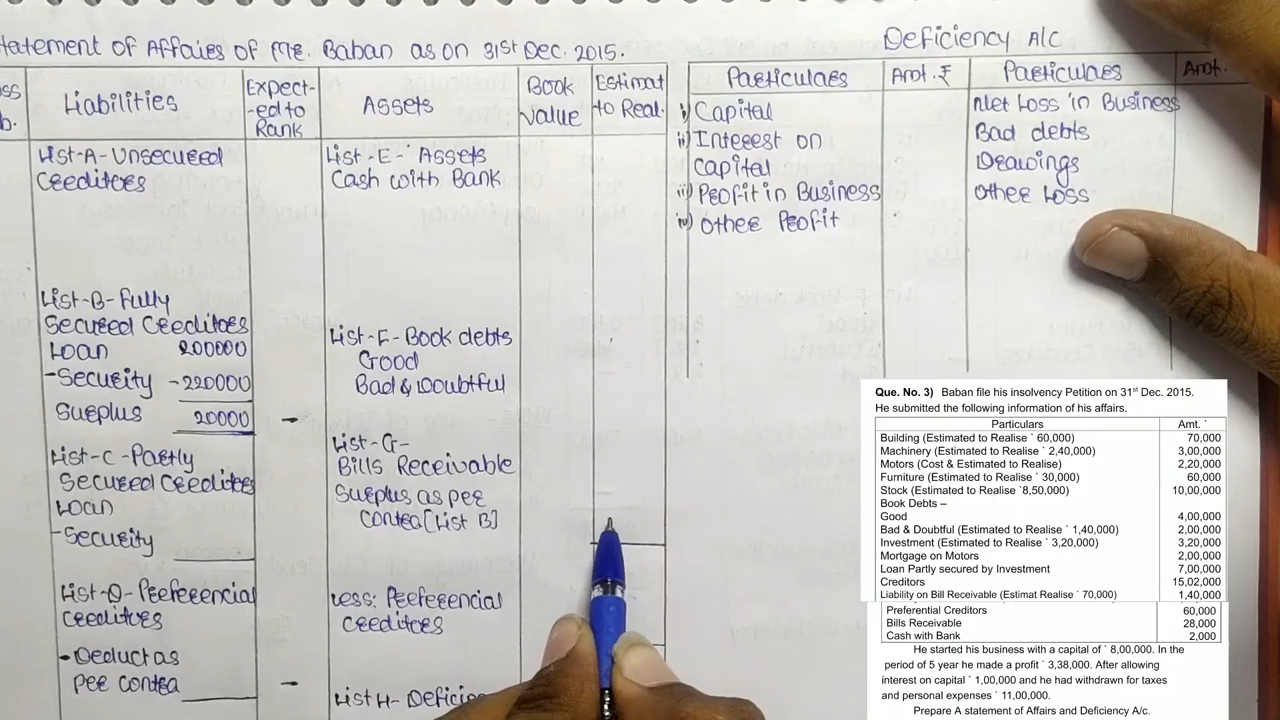 tatement of Affaies of Me. Baban as on 31st Dec. 2015.
Liabilities
Expect-
-ed to
Rank
Assets
Book
Value
Estimat
to Real.
List-A-Unsecueed
Ceeditoes
List-E- Assets
Cash with Bank
List-B-Fully
Secueed Ceeditoes
Loan 200000
-Secueity -220000
Sueplus 20000 -
List-F-Book debts
Good
Bad & Doubtful
List-C-Paetly
Secueed Ceeditoes
Loan
-Secueity
List-G-
Bills Receivable
Sueplus as pee
Contea[List B]
List-D-Peefeeencial
Ceeditoes
-Deduct as
pee contea -
Less: Peefeeencial
Ceeditoes
List H- Deficie
Deficiency A/c
Paeticulaes
Amt.₹
Paeticulaes
Amt.
i) Capital
ii) Inteeest on
Capital
iii) Peofit in Business
iv) Othee Peofit
Net Loss in Business
Bad debts
Deawings
Othee Loss
Que. No. 3) Baban file his insolvency Petition on 31st Dec. 2015.
He submitted the following information of his affairs.
Particulars Amt. `
Building (Estimated to Realise ` 60,000) 70,000
Machinery (Estimated to Realise ` 2,40,000) 3,00,000
Motors (Cost & Estimated to Realise) 2,20,000
Furniture (Estimated to Realise ` 30,000) 60,000
Stock (Estimated to Realise `8,50,000) 10,00,000
Book Debts –
Good 4,00,000
Bad & Doubtful (Estimated to Realise ` 1,40,000) 2,00,000
Investment (Estimated to Realise ` 3,20,000) 3,20,000
Mortgage on Motors 2,00,000
Loan Partly secured by Investment 7,00,000
Creditors 15,02,000
Liability on Bill Receivable (Estimat Realise ` 70,000) 1,40,000
Preferential Creditors 60,000
Bills Receivable 28,000
Cash with Bank 2,000
He started his business with a capital of ` 8,00,000. In the
period of 5 year he made a profit ` 3,38,000. After allowing
interest on capital ` 1,00,000 and he had withdrawn for taxes
and personal expenses ` 11,00,000.
Prepare A statement of Affairs and Deficiency A/c.